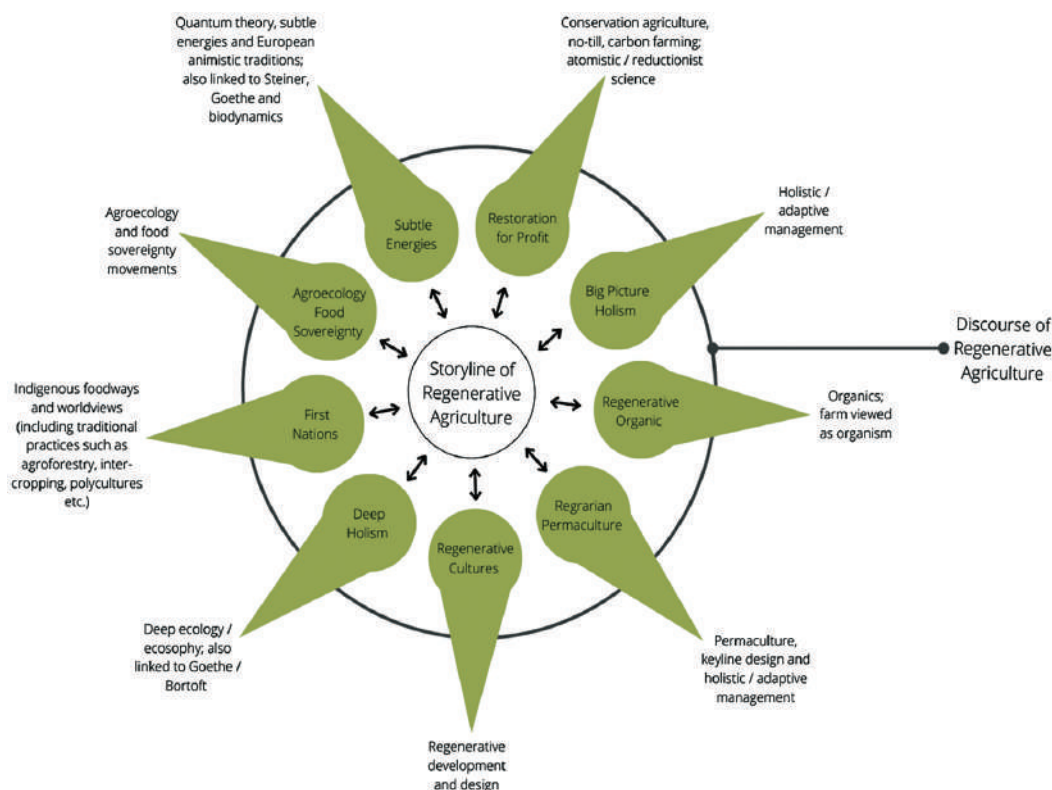 Quantum theory, subtle
energies and European
animistic traditions;
also linked to Steiner,
Goethe and
biodynamics
Conservation agriculture,
no-till, carbon farming;
atomistic / reductionist
science
Holistic /
adaptive
management
Agroecology
and food
sovereignty
movements
Subtle
Energies
Restoration
for Profit
Big Picture
Holism
Agroecology
Food
Sovereignty
Storyline of
Regenerative
Agriculture
Discourse of
Regenerative
Agriculture
Indigenous foodways
and worldviews
(including traditional
practices such as
agroforestry, inter-
cropping, polycultures
etc.)
First
Nations
Regenerative
Organic
Organics;
farm viewed
as organism
Deep
Holism
Regenerative
Cultures
Regrarian
Permaculture
Deep ecology /
ecosophy; also
linked to Goethe /
Bortoft
Permaculture,
keyline design and
holistic / adaptive
management
Regenerative
development
and design